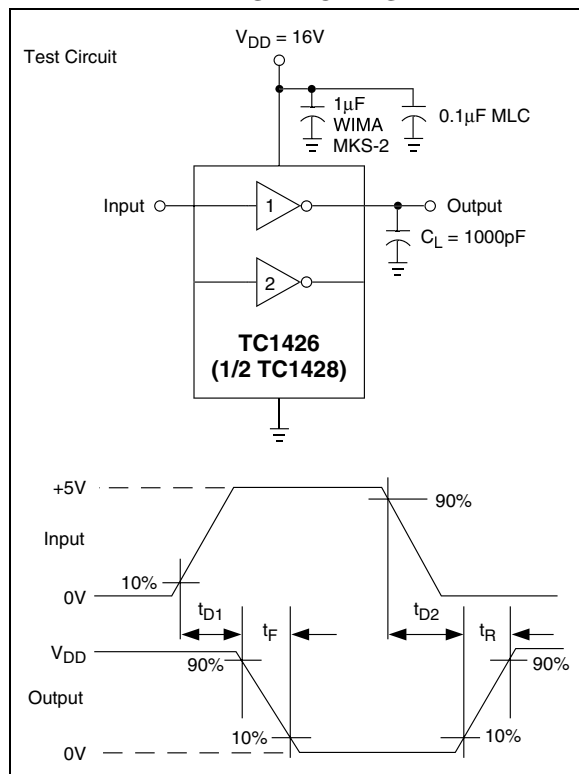 V_DD = 16V
Test Circuit
1μF
WIMA
MKS-2
0.1μF MLC
Input
1
Output
C_L = 1000pF
2
TC1426
(1/2 TC1428)
+5V
90%
Input
10%
0V
t_D1
t_F
t_D2
t_R
V_DD
90%
90%
Output
10%
10%
0V